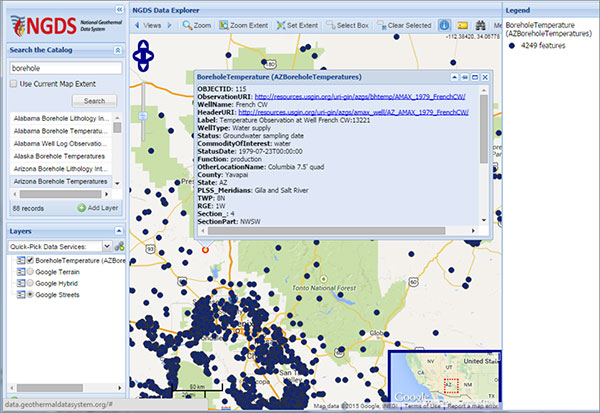 NGDS
National Geothermal
Data System
Search the Catalog
borehole
Use Current Map Extent
Search
Alabama Borehole Lithology In
Alabama Borehole Temperatu...
Alabama Well Log Observatio...
Alaska Borehole Temperatures
Arizona Borehole Lithology Int...
Arizona Borehole Temperatures
88 records
Add Layer
Layers
Quick-Pick Data Services:
BoreholeTemperature (AZBore
Google Terrain
Google Hybrid
Google Streets
data.geothermaldatasystem.org/#
NGDS Data Explorer
Views
Zoom
Zoom Extent
Set Extent
Select Box
Clear Selected
Mea
-112.38420, 34.06778
BoreholeTemperature (AZBoreholeTemperatures)
OBJECTID: 115
ObservationURI: http://resources.usgin.org/uri-gin/azgs/bhtemp/AMAX_1979_FrenchCW/
WellName: French CW
HeaderURI: http://resources.usgin.org/uri-gin/azgs/amax_well/AZ_AMAX_1979_FrenchCW/
Label: Temperature Observation at Well French CW:13221
WellType: Water supply
Status: Groundwater sampling date
CommodityOfInterest: water
StatusDate: 1979-07-23T00:00:00
Function: production
OtherLocationName: Columbia 7.5' quad
County: Yavapai
State: AZ
PLSS_Meridians: Gila and Salt River
TWP: 8N
RGE: 1W
Section_: 4
SectionPart: NWSW
93
60
191
Tonto National Forest
Globe
50 km
NV
UT
CO
CA
AZ
NM
United States
Google
Map data ©2015 Google, INEGI
Terms of Use
Report a map error
Legend
BoreholeTemperature
(AZBoreholeTemperatures)
4249 features